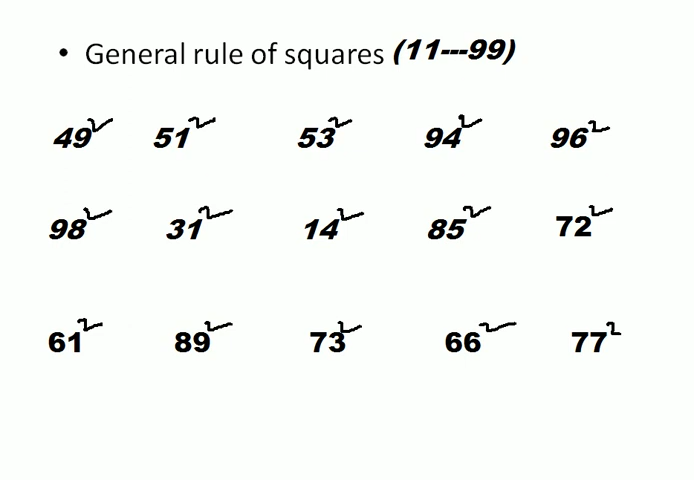 • General rule of squares (11---99)
49² 51² 53² 94² 96²
98² 31² 14² 85² 72²
61² 89² 73² 66² 77²